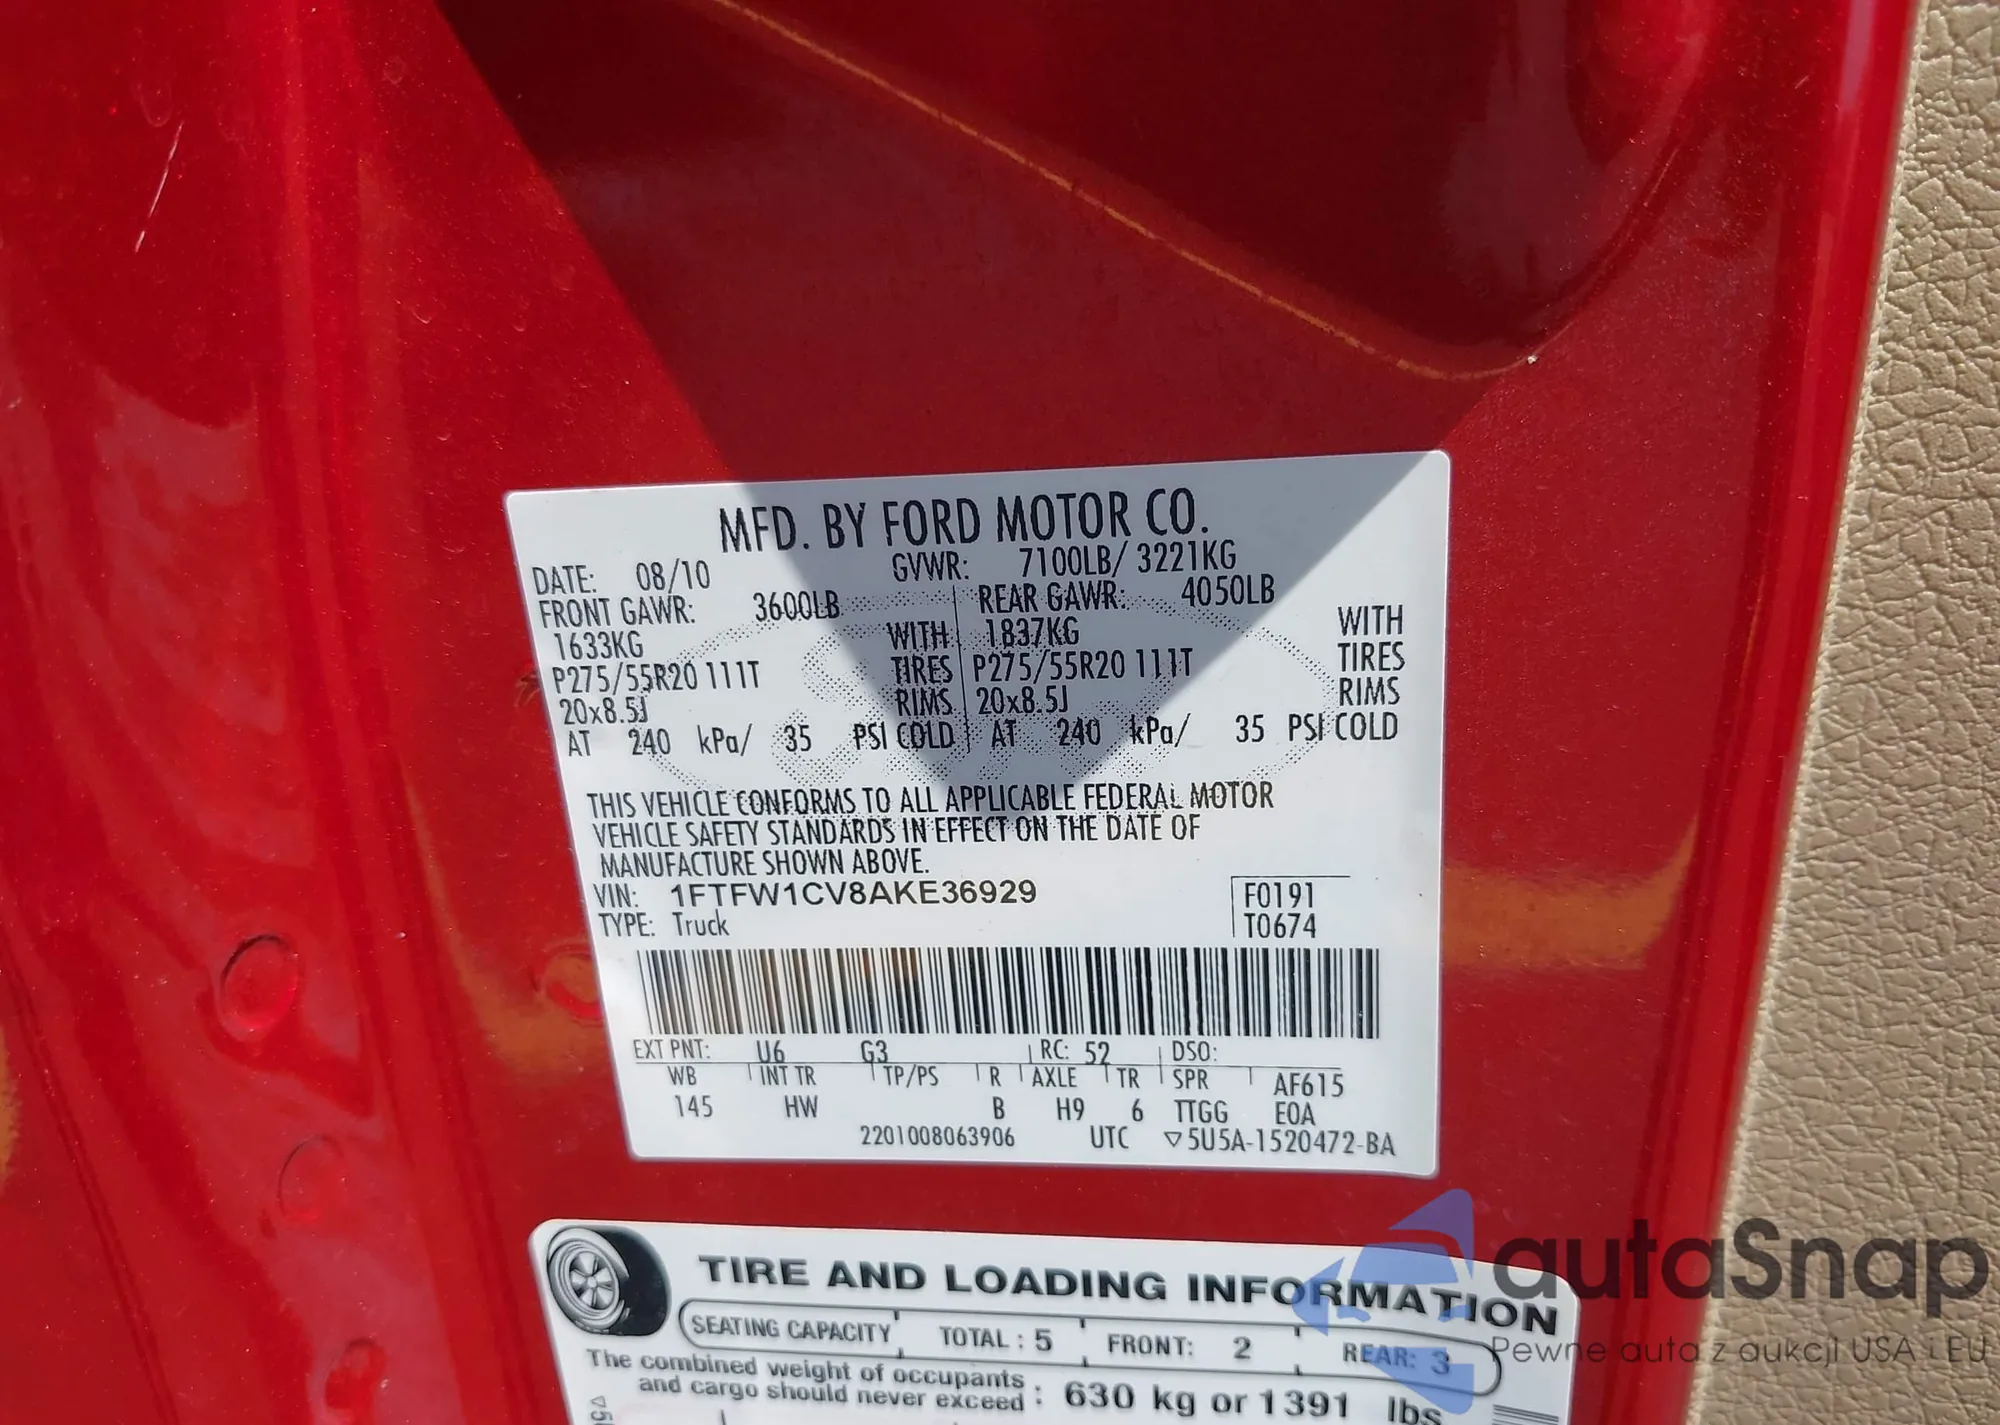 MFD. BY FORD MOTOR CO.
DATE: 08/10 GVWR: 7100LB/ 3221KG
FRONT GAWR: 3600LB REAR GAWR: 4050LB
1633KG WITH 1837KG WITH
P275/55R20 111T TIRES P275/55R20 111T TIRES
20x8.5J RIMS 20x8.5J RIMS
AT 240 kPa/ 35 PSI COLD AT 240 kPa/ 35 PSI COLD
THIS VEHICLE CONFORMS TO ALL APPLICABLE FEDERAL MOTOR
VEHICLE SAFETY STANDARDS IN EFFECT ON THE DATE OF
MANUFACTURE SHOWN ABOVE.
VIN: 1FTFW1CV8AKE36929 F0191
TYPE: Truck T0674
EXT PNT: U6 G3 RC: 52 DSO:
WB INT TR TP/PS R AXLE TR SPR AF615
145 HW B H9 6 TTGG EOA
2201008063906 UTC ▽5U5A-1520472-BA
TIRE AND LOADING INFORMATION
SEATING CAPACITY TOTAL : 5 FRONT: 2 REAR: 3
The combined weight of occupants
and cargo should never exceed : 630 kg or 1391 lbs
autaSnap
Pewne auta z aukcji USA i EU